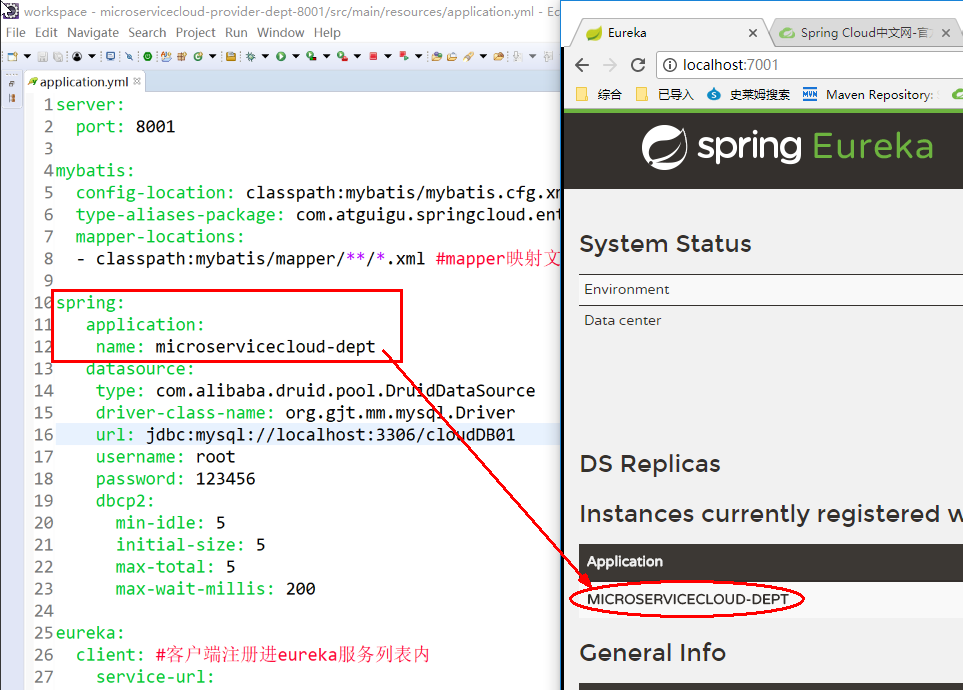 workspace - microservicecloud-provider-dept-8001/src/main/resources/application.yml - Ec
File Edit Navigate Search Project Run Window Help
application.yml
1 server:
2 port: 8001
3
4 mybatis:
5 config-location: classpath:mybatis/mybatis.cfg.xm
6 type-aliases-package: com.atguigu.springcloud.ent
7 mapper-locations:
8 - classpath:mybatis/mapper/**/*.xml #mapper映射文
9
10 spring:
11 application:
12 name: microservicecloud-dept
13 datasource:
14 type: com.alibaba.druid.pool.DruidDataSource
15 driver-class-name: org.gjt.mm.mysql.Driver
16 url: jdbc:mysql://localhost:3306/cloudDB01
17 username: root
18 password: 123456
19 dbcp2:
20 min-idle: 5
21 initial-size: 5
22 max-total: 5
23 max-wait-millis: 200
24
25 eureka:
26 client: #客户端注册进eureka服务列表内
27 service-url:
Eureka
Spring Cloud中文网-官
localhost:7001
综合 已导入 史莱姆搜索 MVN Maven Repository:
spring Eureka
System Status
Environment
Data center
DS Replicas
Instances currently registered w
Application
MICROSERVICECLOUD-DEPT
General Info